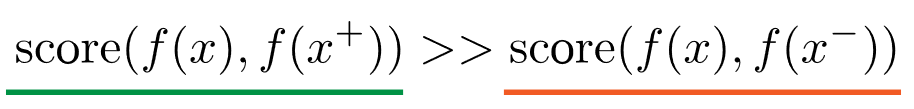 score(f(x), f(x⁺)) >> score(f(x), f(x⁻))